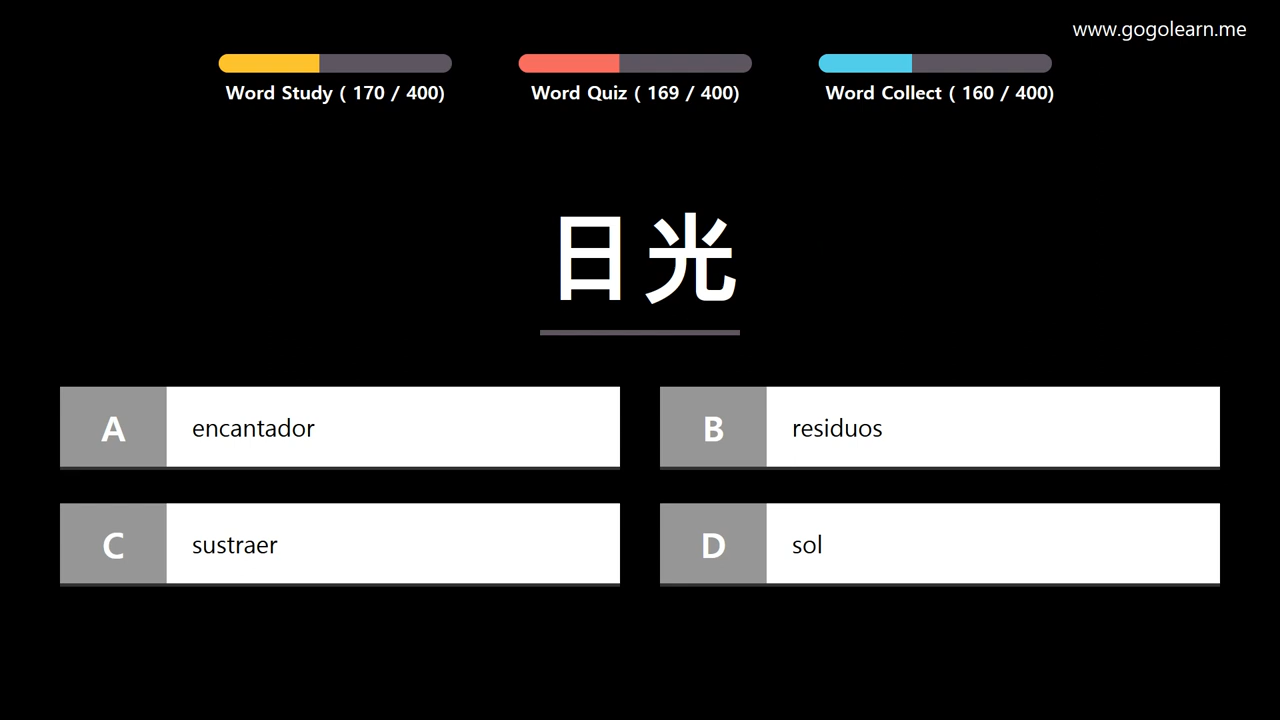 www.gogolearn.me
Word Study ( 170 / 400)
Word Quiz ( 169 / 400)
Word Collect ( 160 / 400)
日光
A encantador
B residuos
C sustraer
D sol